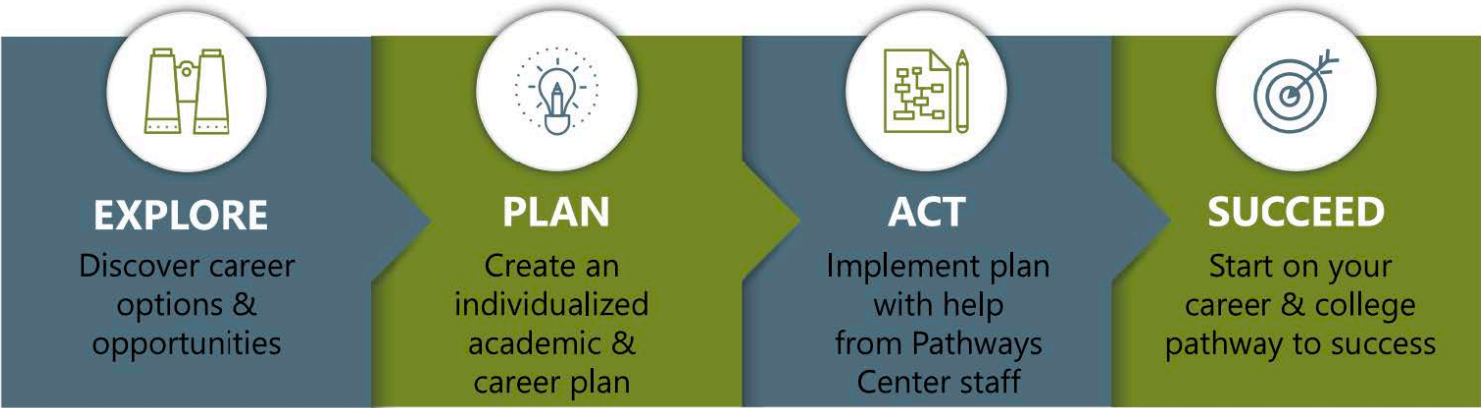 EXPLORE
Discover career
options &
opportunities
PLAN
Create an
individualized
academic &
career plan
ACT
Implement plan
with help
from Pathways
Center staff
SUCCEED
Start on your
career & college
pathway to success